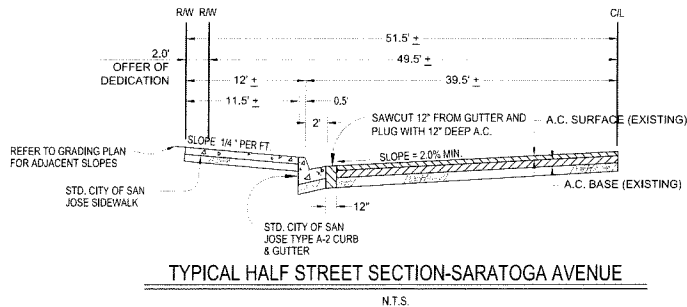 R/W R/W
C/L
51.5' ±
2.0'
49.5' ±
OFFER OF
DEDICATION
12' ±
39.5' ±
11.5' ±
0.5'
2'
SAWCUT 12" FROM GUTTER AND
PLUG WITH 12" DEEP A.C.
A.C. SURFACE (EXISTING)
REFER TO GRADING PLAN
FOR ADJACENT SLOPES
SLOPE 1/4 " PER FT.
SLOPE = 2.0% MIN.
STD. CITY OF SAN
JOSE SIDEWALK
A.C. BASE (EXISTING)
12"
STD. CITY OF SAN
JOSE TYPE A-2 CURB
& GUTTER
TYPICAL HALF STREET SECTION-SARATOGA AVENUE
N.T.S.